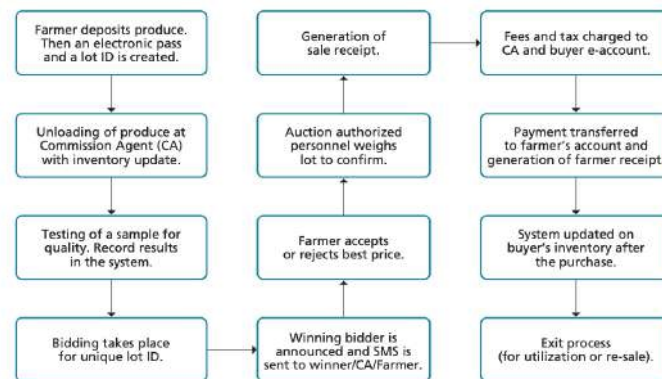 Farmer deposits produce.
Then an electronic pass
and a lot ID is created.
Unloading of produce at
Commission Agent (CA)
with inventory update.
Testing of a sample for
quality. Record results
in the system.
Bidding takes place
for unique lot ID.
Winning bidder is
announced and SMS is
sent to winner/CA/Farmer.
Farmer accepts
or rejects best price.
Auction authorized
personnel weighs
lot to confirm.
Generation of
sale receipt.
Fees and tax charged to
CA and buyer e-account.
Payment transferred
to farmer's account and
generation of farmer receipt
System updated on
buyer's inventory after
the purchase.
Exit process
(for utilization or re-sale).